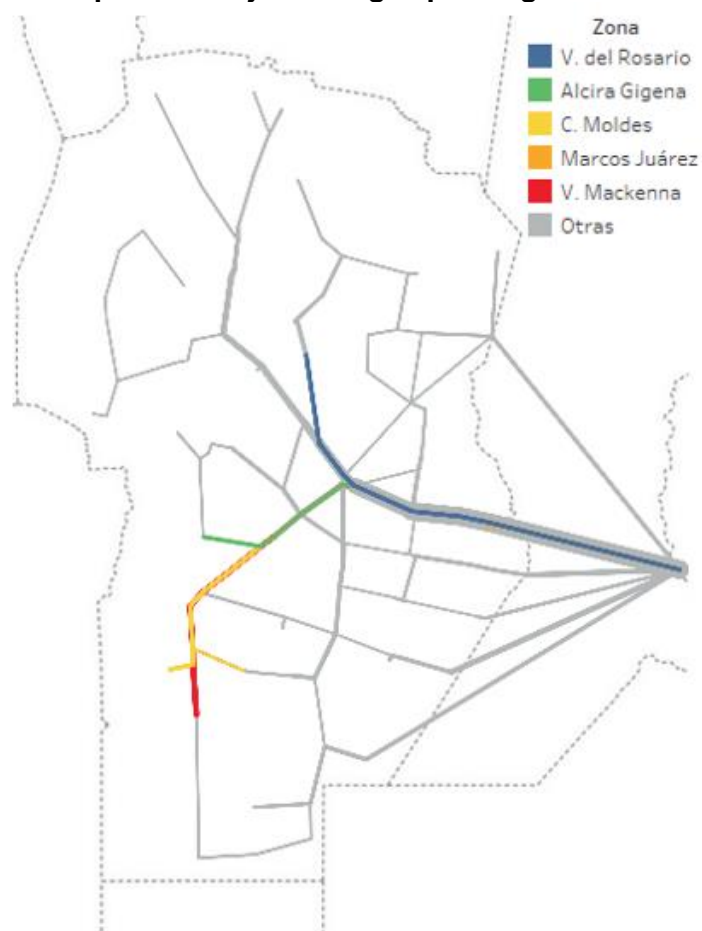 Zona
V. del Rosario
Alcira Gigena
C. Moldes
Marcos Juárez
V. Mackenna
Otras